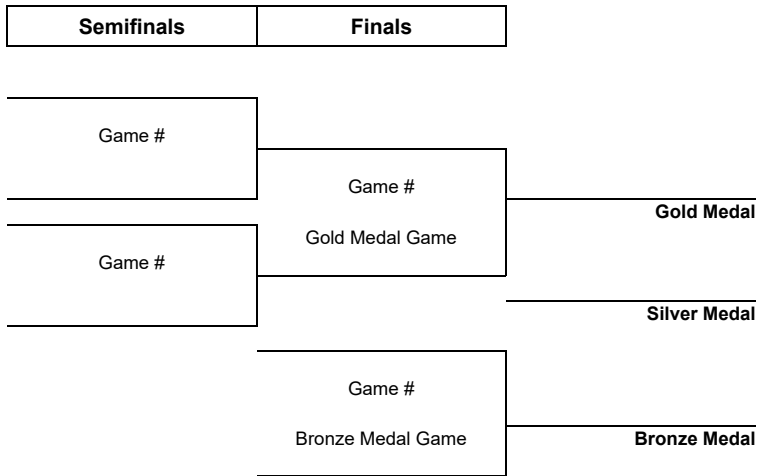 Semifinals
Finals
Game #
Game #
Gold Medal
Gold Medal Game
Game #
Silver Medal
Game #
Bronze Medal Game
Bronze Medal